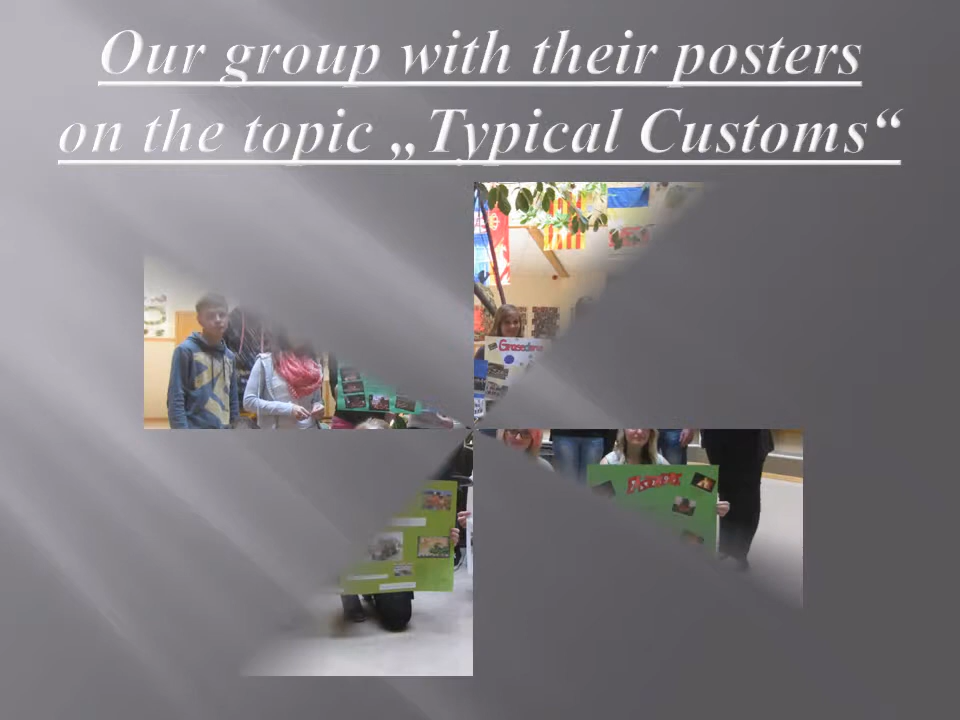 Our group with their posters
on the topic „Typical Customs“